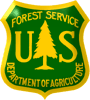 FOREST SERVICE
U S
DEPARTMENT OF AGRICULTURE